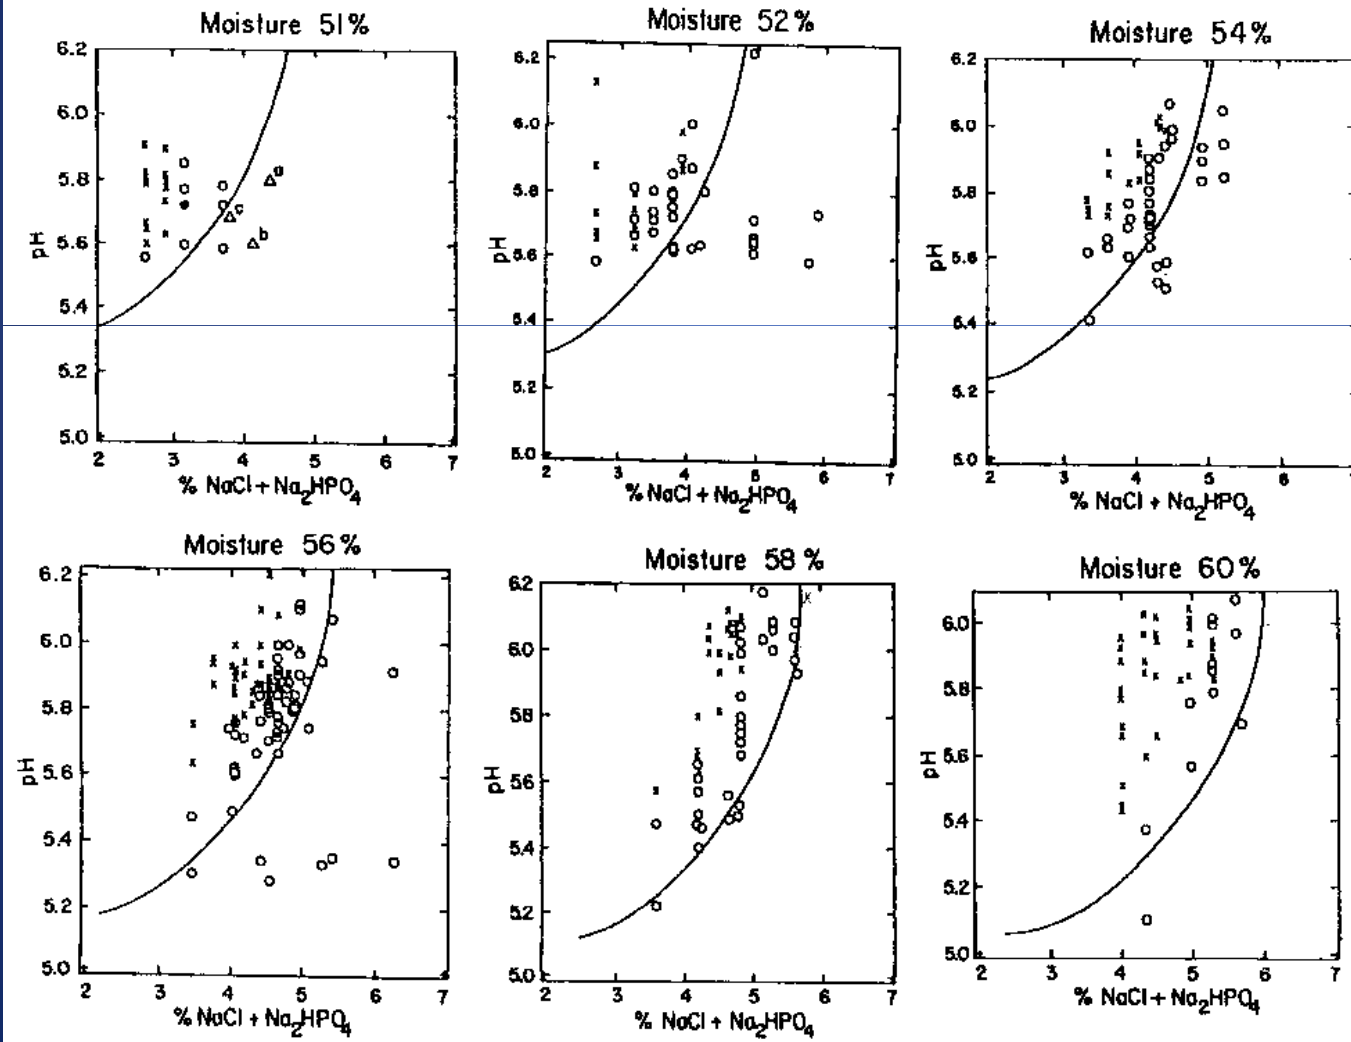 Moisture 51%
6.2
6.0
5.8
5.6
5.4
5.2
5.0
pH
2 3 4 5 6 7
% NaCl + Na2HPO4
Moisture 52%
6.2
6.0
5.8
5.6
5.4
5.2
5.0
pH
2 3 4 5 6 7
% NaCl + Na2HPO4
Moisture 54%
6.2
6.0
5.8
5.6
5.4
5.2
5.0
pH
2 3 4 5 6
% NaCl + Na2HPO4
Moisture 56%
6.2
6.0
5.8
5.6
5.4
5.2
5.0
pH
2 3 4 5 6 7
% NaCl + Na2HPO4
Moisture 58%
6.2
6.0
5.8
5.6
5.4
5.2
5.0
pH
2 3 4 5 6 7
% NaCl + Na2HPO4
Moisture 60%
6.0
5.8
5.6
5.4
5.2
5.0
pH
2 3 4 5 6 7
% NaCl + Na2HPO4